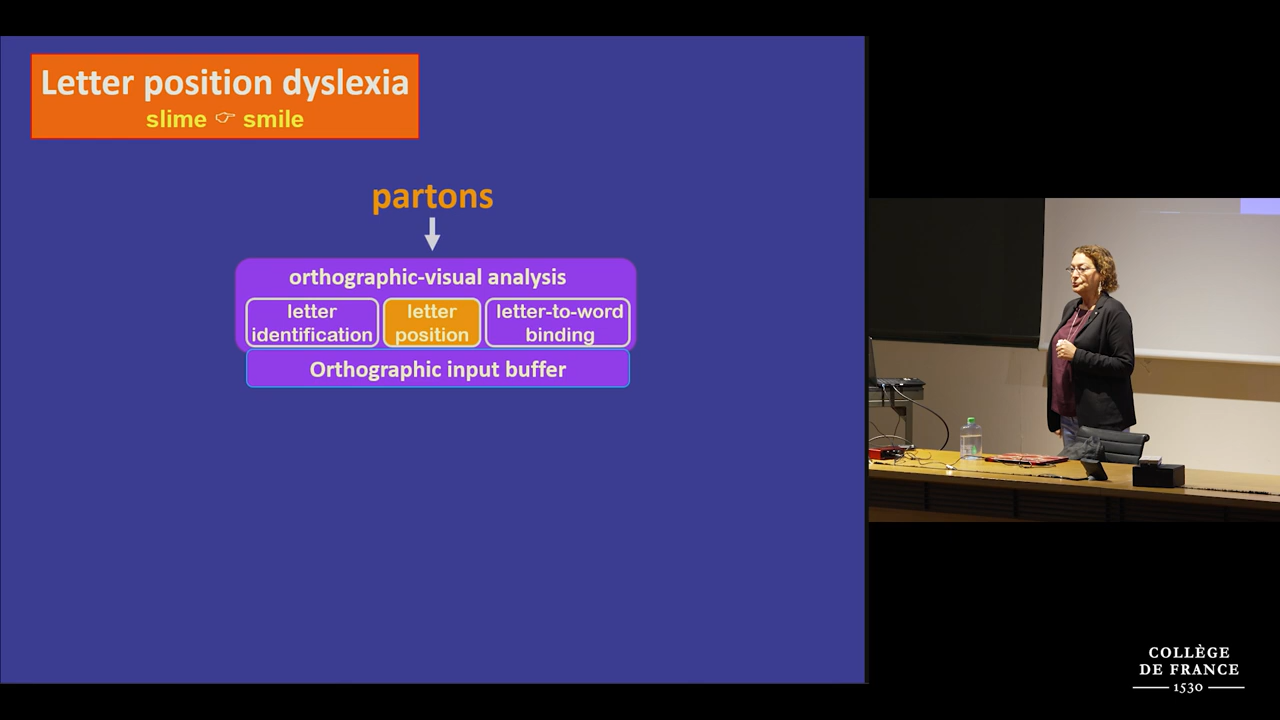 Letter position dyslexia
slime 👉 smile
partons
orthographic-visual analysis
letter
identification
letter
position
letter-to-word
binding
Orthographic input buffer
COLLÈGE
DE FRANCE
1530